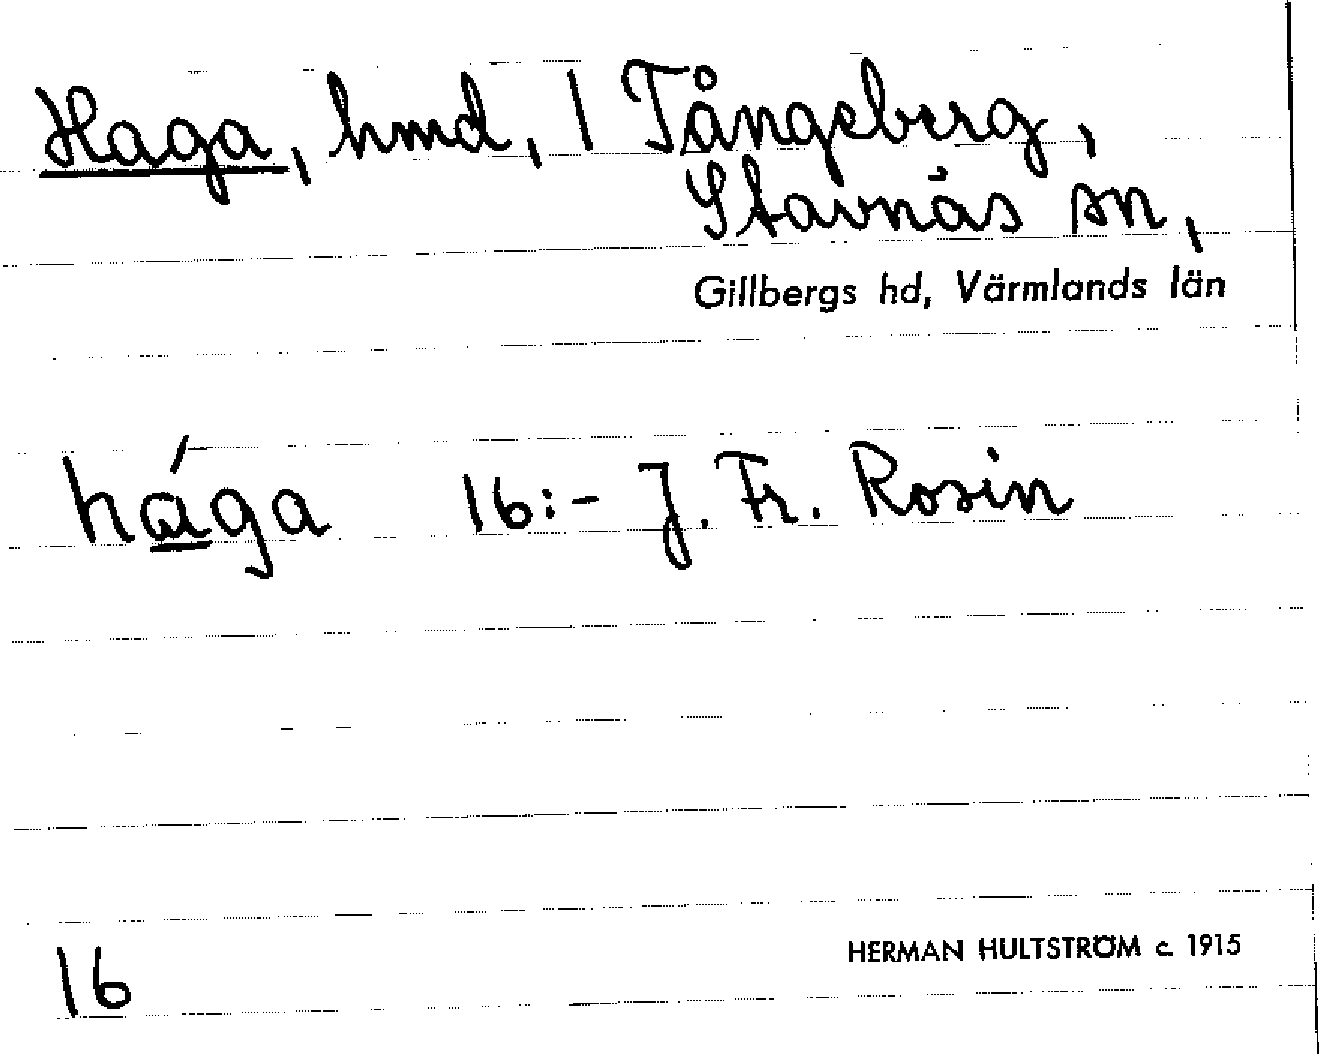 Haga, hmd, 1 Tångeberg,
Stavnäs sn,
Gillbergs hd, Värmlands län
hága 16:- J. Fr. Rosin
16
HERMAN HULTSTRÖM c. 1915